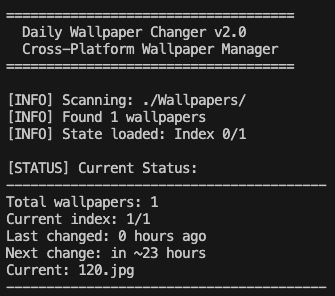 ====================================
Daily Wallpaper Changer v2.0
Cross-Platform Wallpaper Manager
====================================
[INFO] Scanning: ./Wallpapers/
[INFO] Found 1 wallpapers
[INFO] State loaded: Index 0/1
[STATUS] Current Status:
----------------------------------------
Total wallpapers: 1
Current index: 1/1
Last changed: 0 hours ago
Next change: in ~23 hours
Current: 120.jpg
----------------------------------------